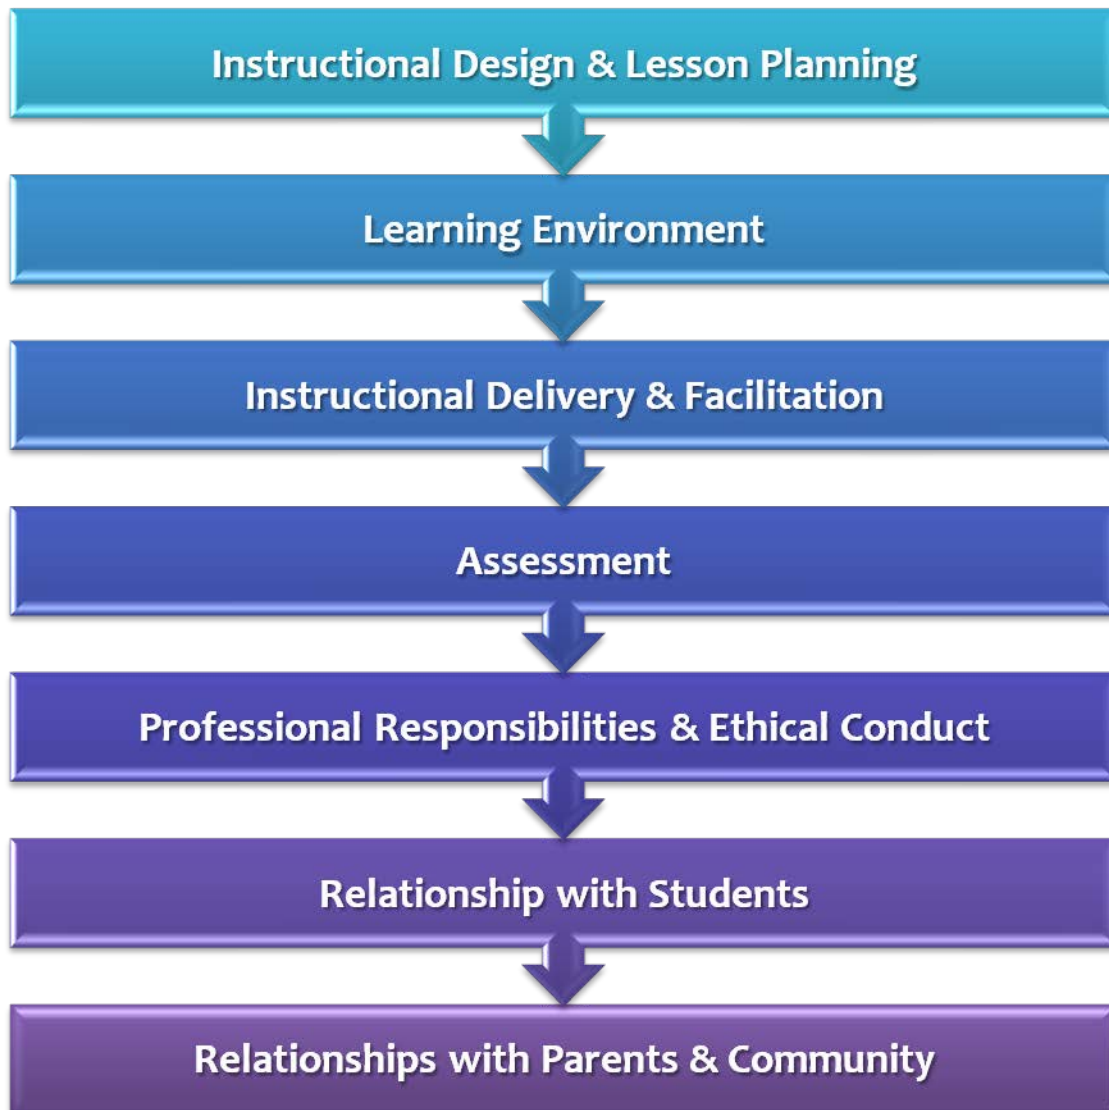 Instructional Design & Lesson Planning
Learning Environment
Instructional Delivery & Facilitation
Assessment
Professional Responsibilities & Ethical Conduct
Relationship with Students
Relationships with Parents & Community